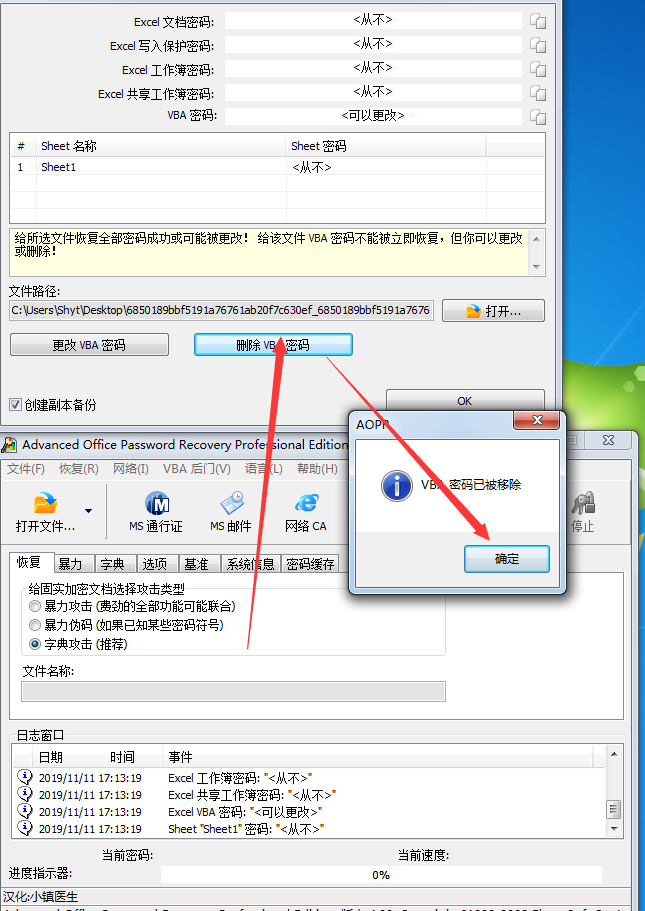 Excel 文档密码: <从不>
Excel 写入保护密码: <从不>
Excel 工作簿密码: <从不>
Excel 共享工作簿密码: <从不>
VBA 密码: <可以更改>
# Sheet 名称 Sheet 密码
1 Sheet1 <从不>
给所选文件恢复全部密码成功或可能被更改! 给该文件 VBA 密码不能被立即恢复，但你可以更改
或删除!
文件路径:
C:\Users\Shyt\Desktop\6850189bbf5191a76761ab20f7c630ef_6850189bbf5191a7676 打开...
更改 VBA 密码 删除 VBA 密码
创建副本备份
OK
AOPR
VBA 密码已被移除
确定
Advanced Office Password Recovery Professional Edition
文件(F) 恢复(R) 网络(I) VBA 后门(V) 语言(L) 帮助(H)
打开文件... MS 通行证 MS 邮件 网络 CA 停止
恢复 暴力 字典 选项 基准 系统信息 密码缓存
给固实加密文档选择攻击类型
暴力攻击 (费劲的全部功能可能联合)
暴力伪码 (如果已知某些密码符号)
字典攻击 (推荐)
文件名称:
日志窗口
日期 时间 事件
2019/11/11 17:13:19 Excel 工作簿密码: "<从不>"
2019/11/11 17:13:19 Excel 共享工作簿密码: "<从不>"
2019/11/11 17:13:19 Excel VBA 密码: "<可以更改>"
2019/11/11 17:13:19 Sheet "Sheet1" 密码: "<从不>"
当前密码: 当前速度:
进度指示器: 0%
汉化:小镇医生